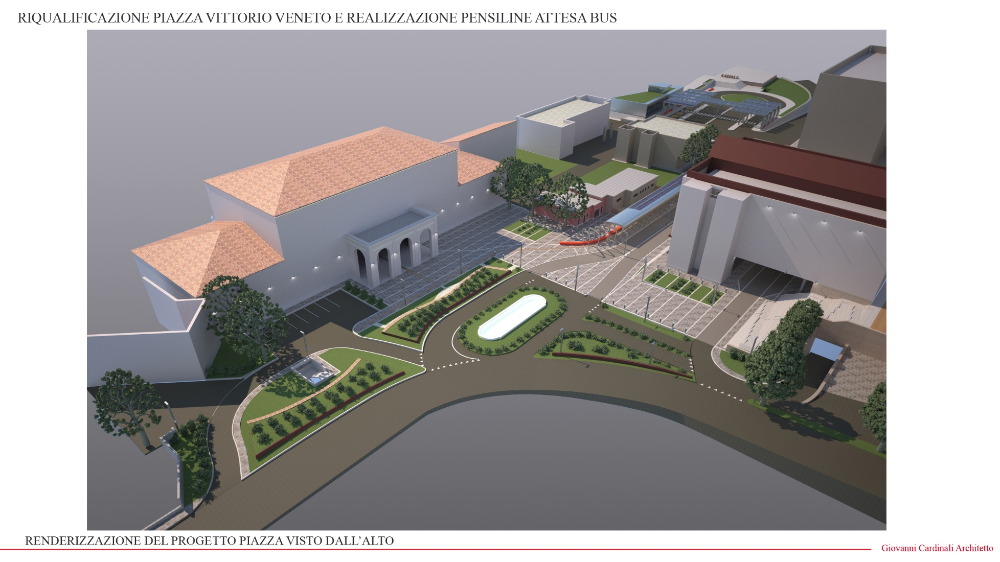 RIQUALIFICAZIONE PIAZZA VITTORIO VENETO E REALIZZAZIONE PENSILINE ATTESA BUS
RENDERIZZAZIONE DEL PROGETTO PIAZZA VISTO DALL’ALTO
Giovanni Cardinali Architetto